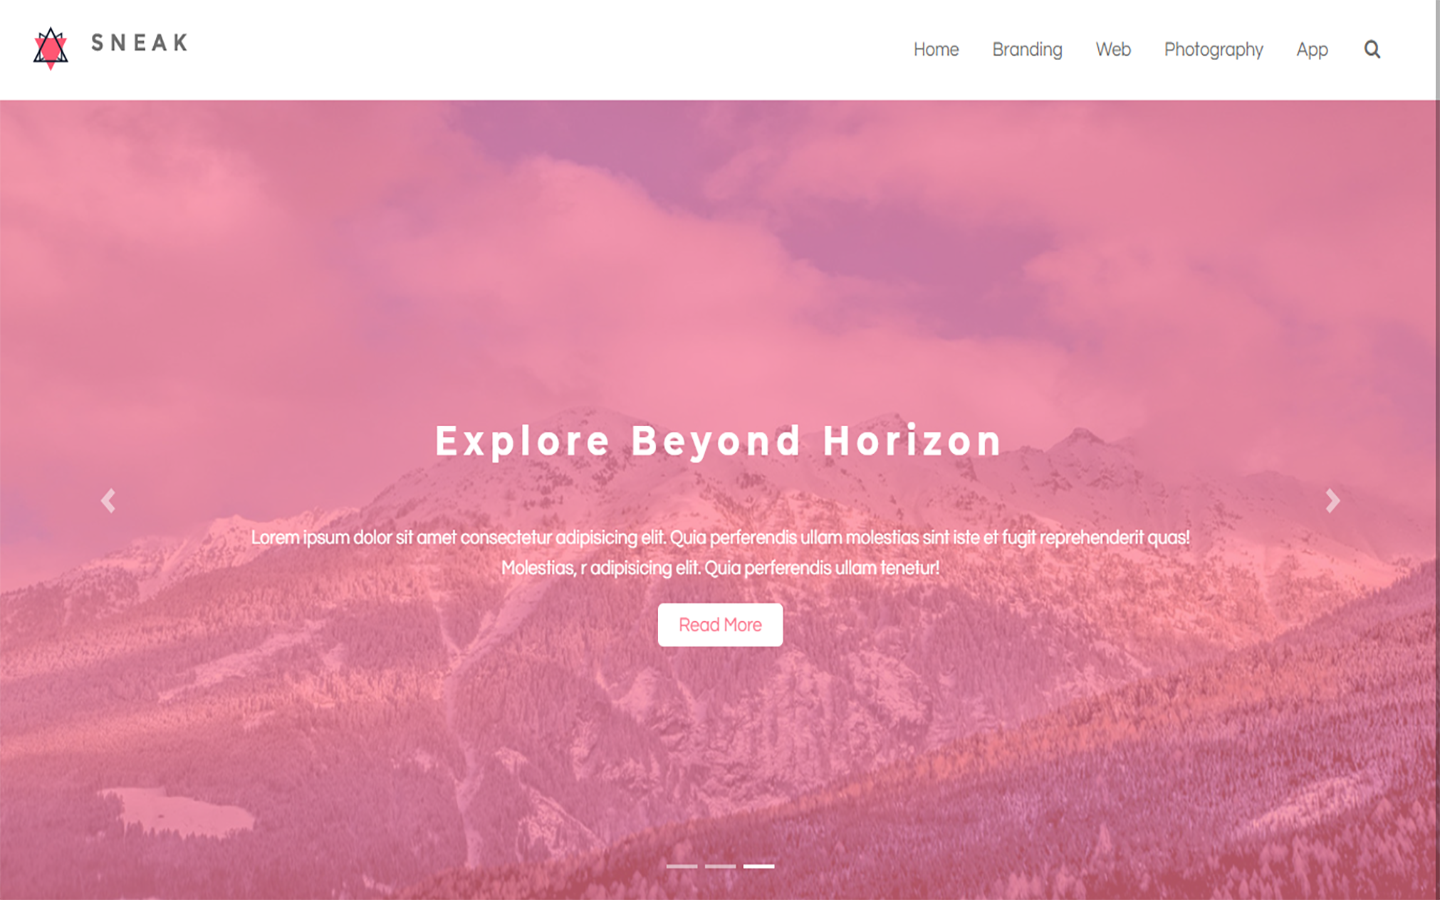 SNEAK
Home Branding Web Photography App
Explore Beyond Horizon
Lorem ipsum dolor sit amet consectetur adipisicing elit. Quia perferendis ullam molestias sint iste et fugit reprehenderit quas!
Molestias, r adipisicing elit. Quia perferendis ullam tenetur!
Read More